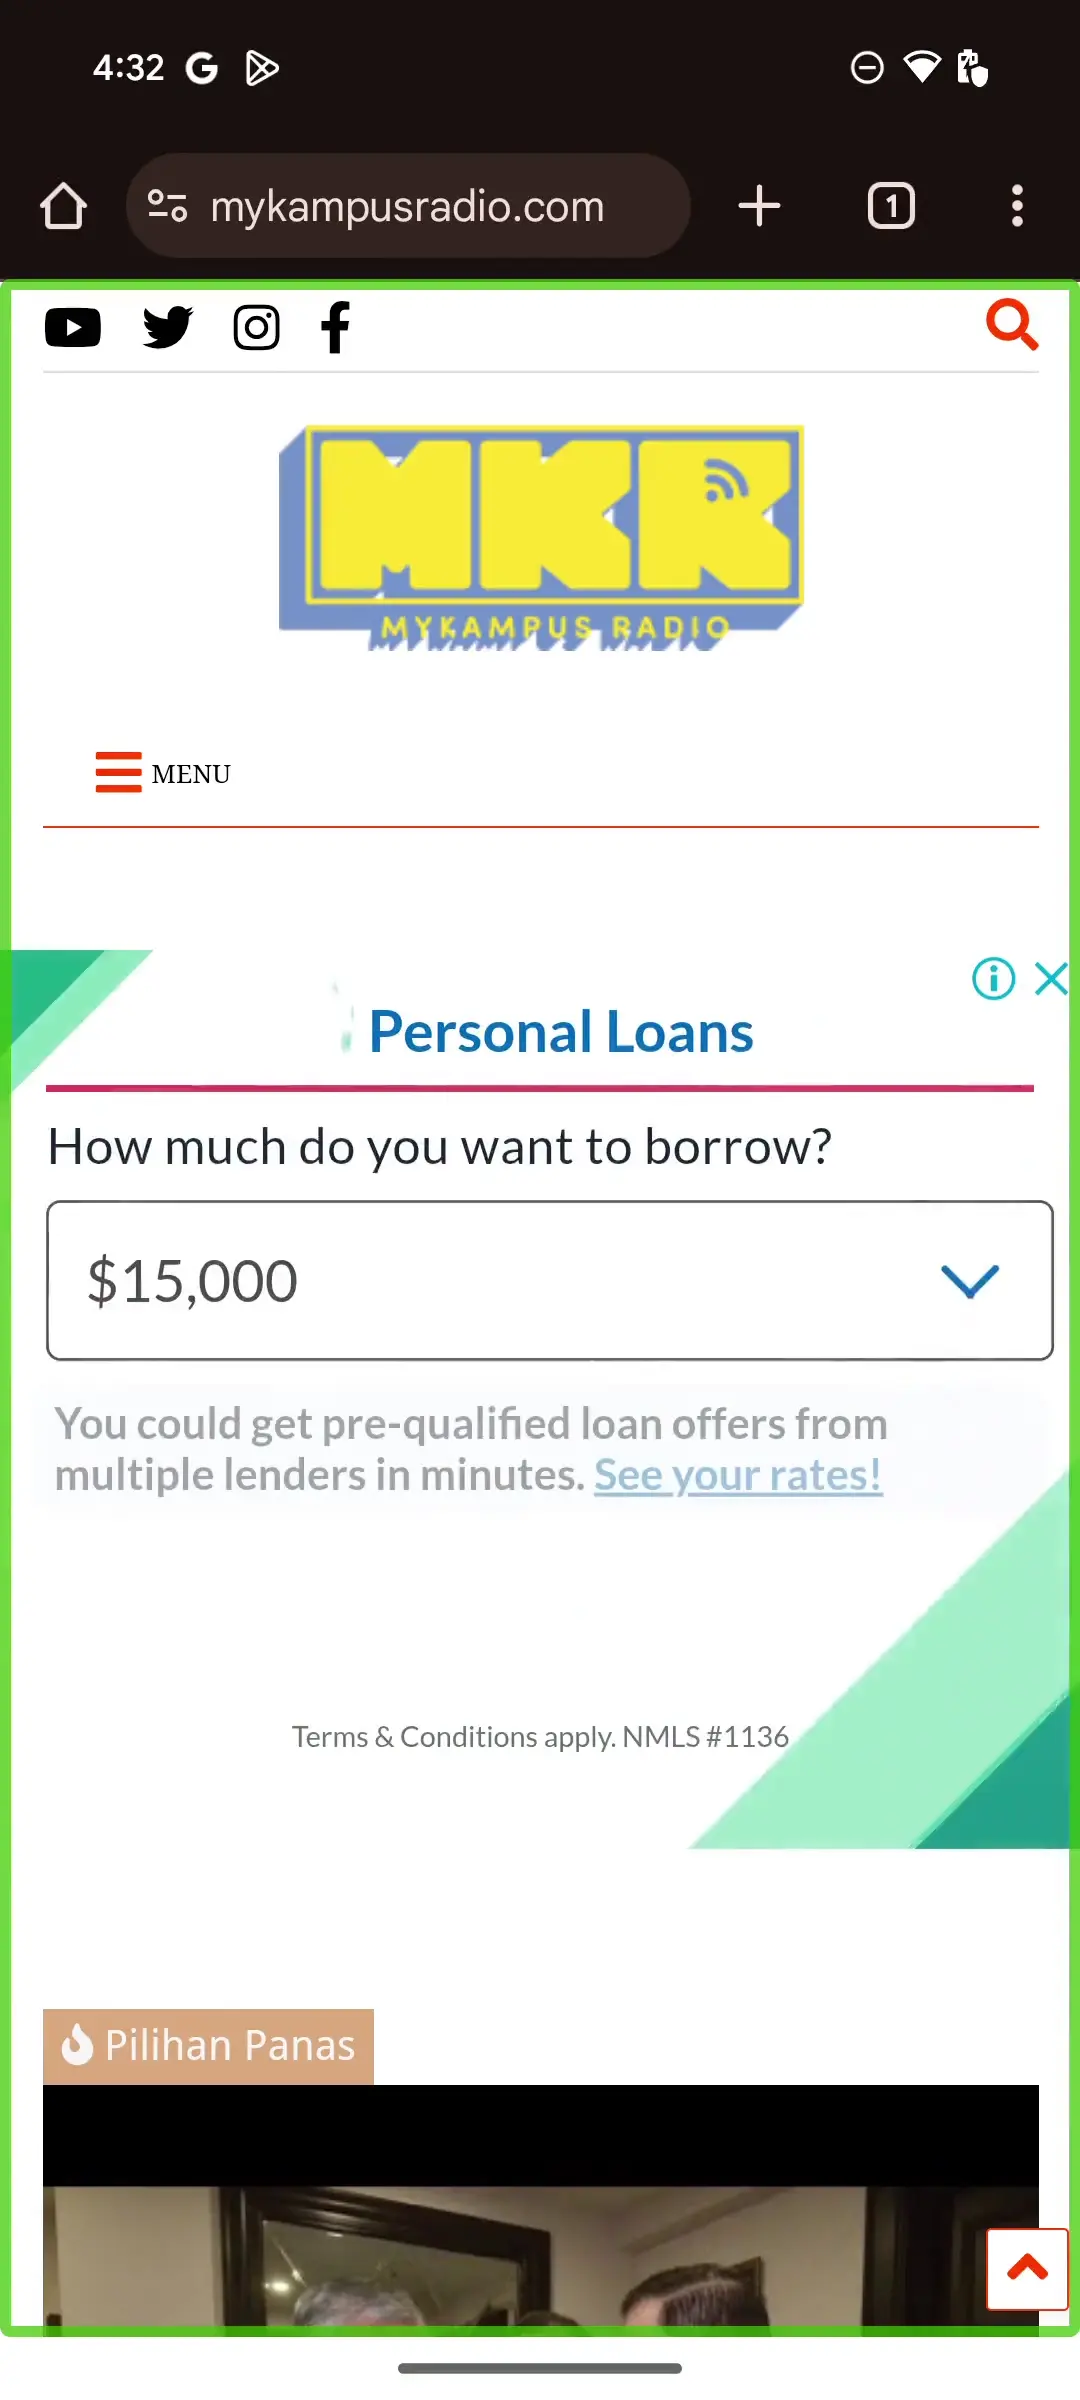 4:32
mykampusradio.com
1
MKR
MYKAMPUS RADIO
MENU
Personal Loans
How much do you want to borrow?
$15,000
You could get pre-qualified loan offers from
multiple lenders in minutes. See your rates!
Terms & Conditions apply. NMLS #1136
Pilihan Panas